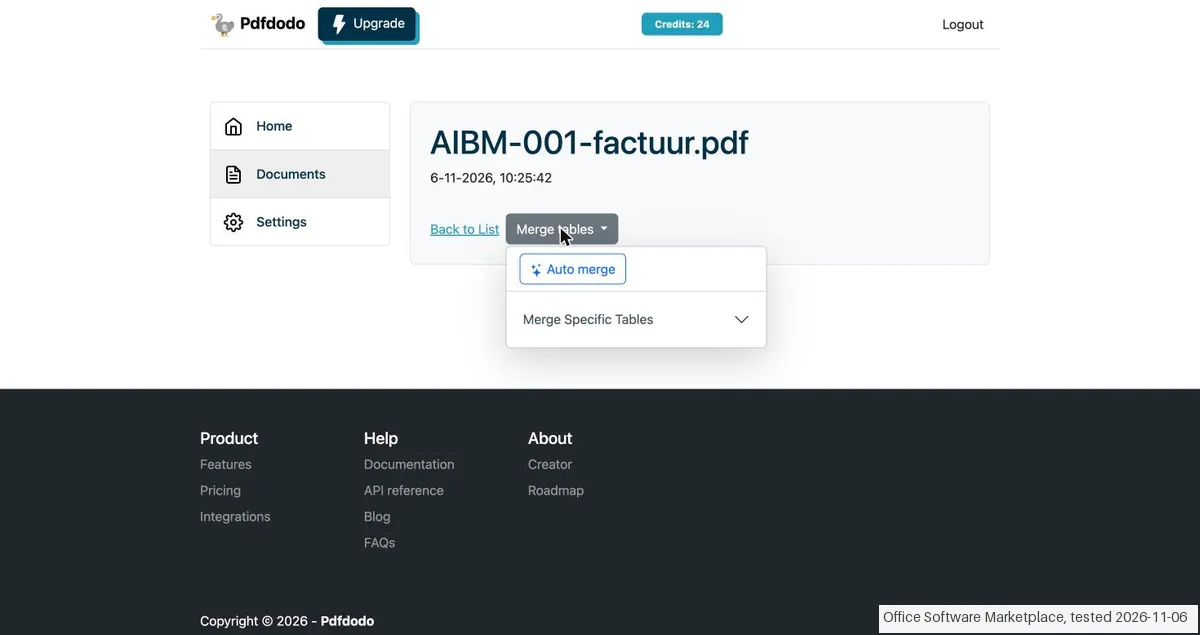 Pdfdodo
Upgrade
Credits: 24
Logout
Home
Documents
Settings
AIBM-001-factuur.pdf
6-11-2026, 10:25:42
Back to List
Merge tables
Auto merge
Merge Specific Tables
Product
Features
Pricing
Integrations
Help
Documentation
API reference
Blog
FAQs
About
Creator
Roadmap
Copyright © 2026 - Pdfdodo
Office Software Marketplace, tested 2026-11-06